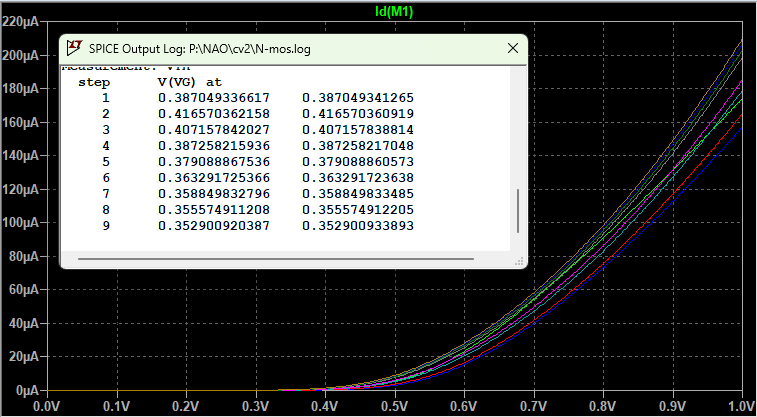 Id(M1)
220µA
200µA
180µA
160µA
140µA
120µA
100µA
80µA
60µA
40µA
20µA
0µA
SPICE Output Log: P:\NAO\cv2\N-mos.log
Measurement: vth
step V(VG) at
1 0.387049336617 0.387049341265
2 0.416570362158 0.416570360919
3 0.407157842027 0.407157838814
4 0.387258215936 0.387258217048
5 0.379088867536 0.379088860573
6 0.363291725366 0.363291723638
7 0.358849832796 0.358849833485
8 0.355574911208 0.355574912205
9 0.352900920387 0.352900933893
0.0V 0.1V 0.2V 0.3V 0.4V 0.5V 0.6V 0.7V 0.8V 0.9V 1.0V